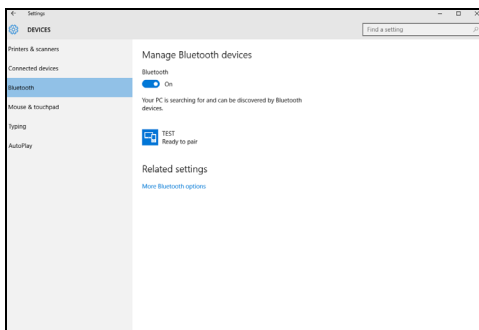 Settings
DEVICES
Find a setting
Printers & scanners
Connected devices
Bluetooth
Mouse & touchpad
Typing
AutoPlay
Manage Bluetooth devices
Bluetooth
On
Your PC is searching for and can be discovered by Bluetooth
devices.
TEST
Ready to pair
Related settings
More Bluetooth options